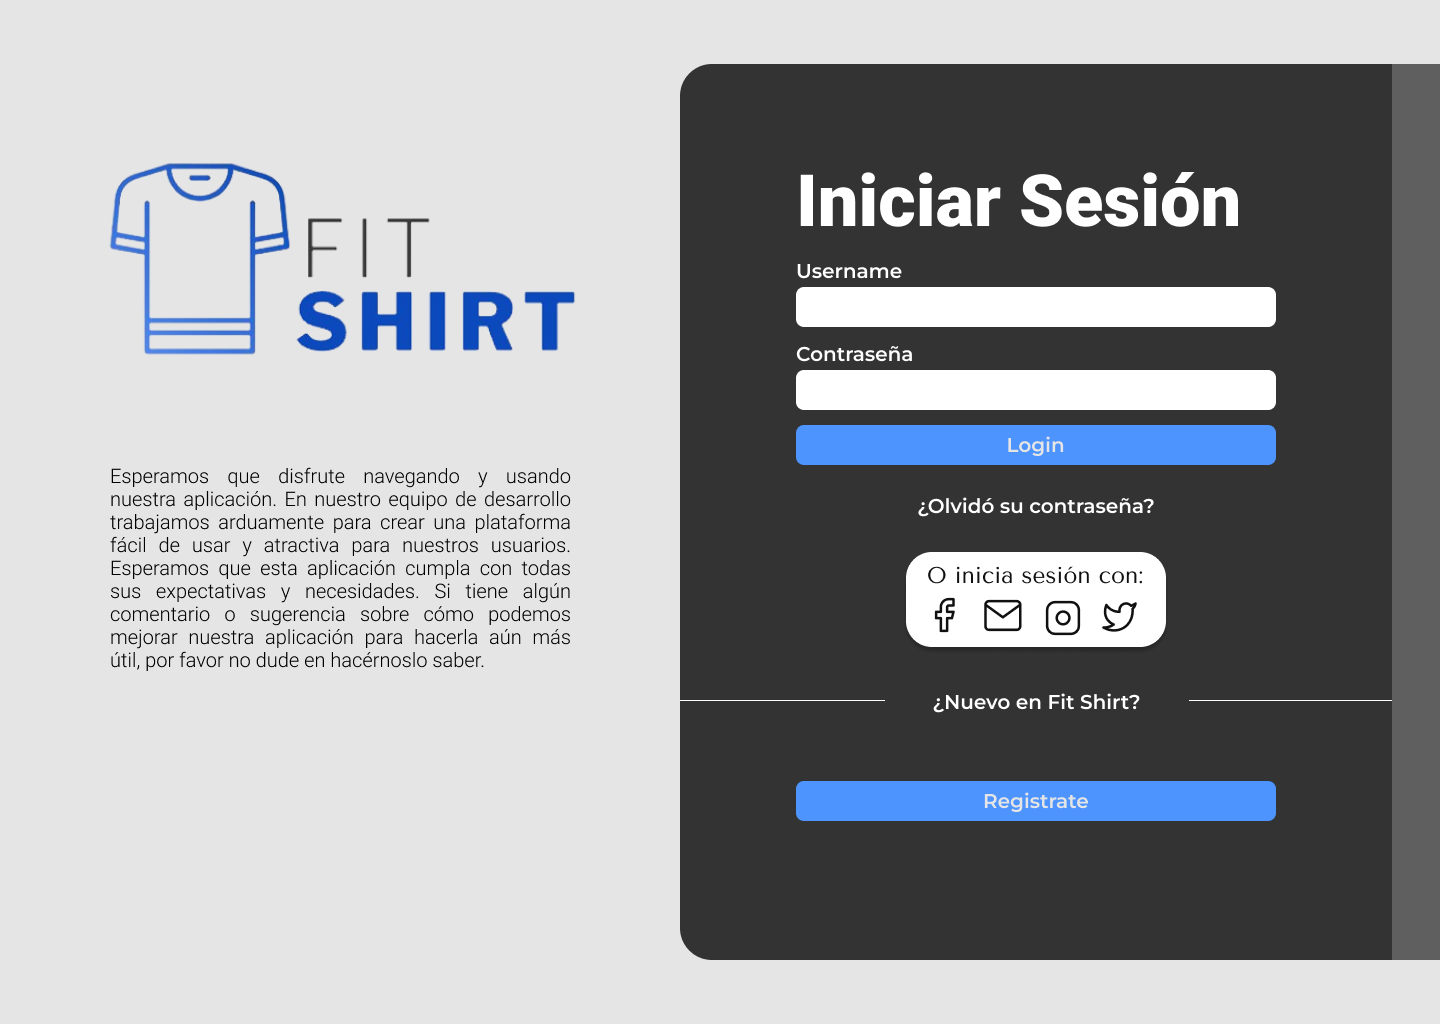 FIT
SHIRT
Esperamos que disfrute navegando y usando
nuestra aplicación. En nuestro equipo de desarrollo
trabajamos arduamente para crear una plataforma
fácil de usar y atractiva para nuestros usuarios.
Esperamos que esta aplicación cumpla con todas
sus expectativas y necesidades. Si tiene algún
comentario o sugerencia sobre cómo podemos
mejorar nuestra aplicación para hacerla aún más
útil, por favor no dude en hacérnoslo saber.
Iniciar Sesión
Username
Contraseña
Login
¿Olvidó su contraseña?
O inicia sesión con:
¿Nuevo en Fit Shirt?
Registrate